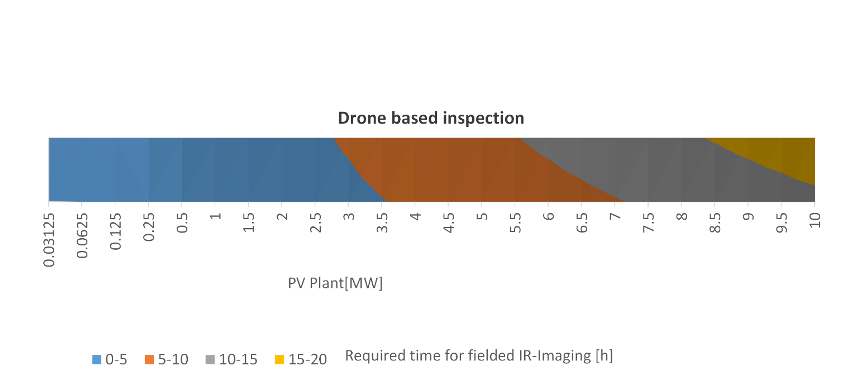 Drone based inspection
0.03125 0.0625 0.125 0.25 0.5 1 1.5 2 2.5 3 3.5 4 4.5 5 5.5 6 6.5 7 7.5 8 8.5 9 9.5 10
PV Plant[MW]
0-5 5-10 10-15 15-20 Required time for fielded IR-Imaging [h]